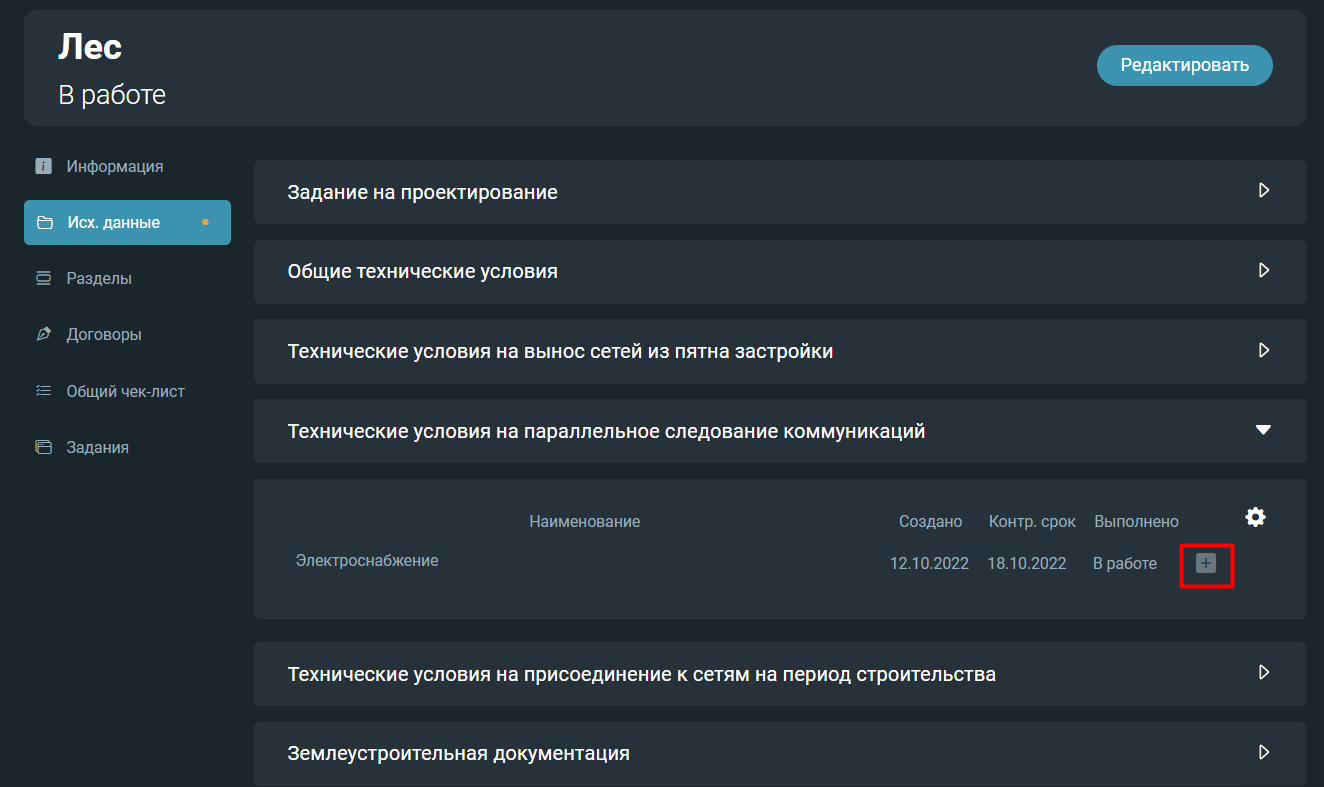 Лес
В работе
Редактировать
Информация
Исх. данные
Разделы
Договоры
Общий чек-лист
Задания
Задание на проектирование
Общие технические условия
Технические условия на вынос сетей из пятна застройки
Технические условия на параллельное следование коммуникаций
Наименование Создано Контр. срок Выполнено
Электроснабжение 12.10.2022 18.10.2022 В работе
Технические условия на присоединение к сетям на период строительства
Землеустроительная документация